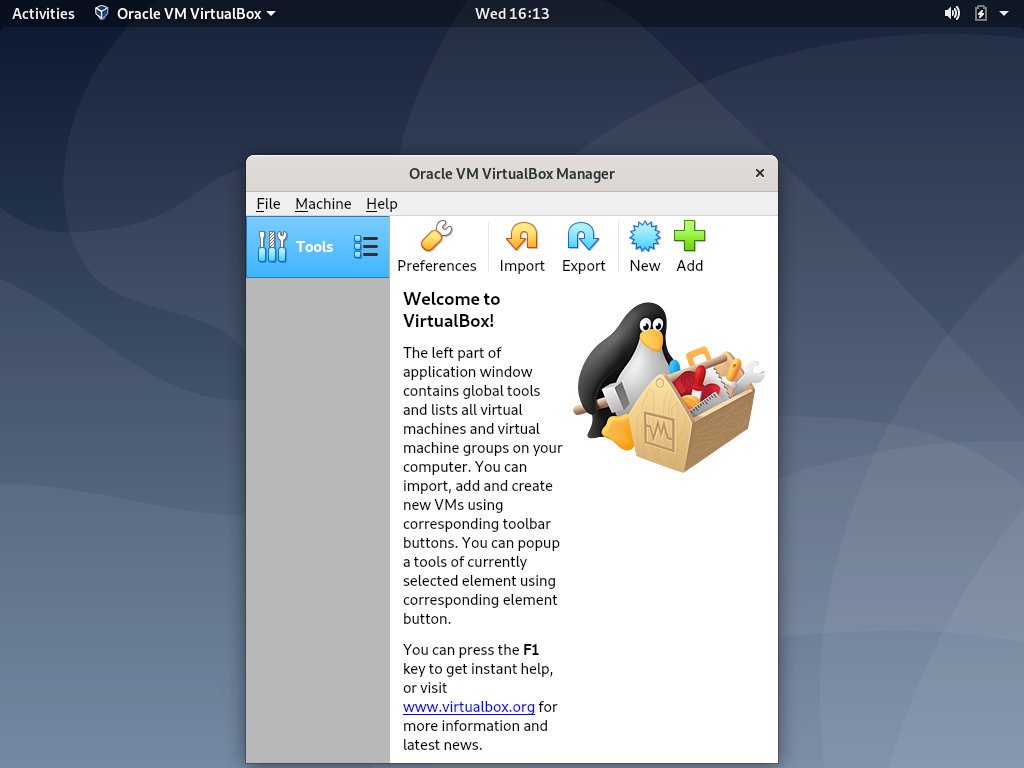 Activities Oracle VM VirtualBox Wed 16:13
Oracle VM VirtualBox Manager ×
File Machine Help
Tools
Preferences Import Export New Add
Welcome to
VirtualBox!
The left part of
application window
contains global tools
and lists all virtual
machines and virtual
machine groups on your
computer. You can
import, add and create
new VMs using
corresponding toolbar
buttons. You can popup
a tools of currently
selected element using
corresponding element
button.
You can press the F1
key to get instant help,
or visit
www.virtualbox.org for
more information and
latest news.